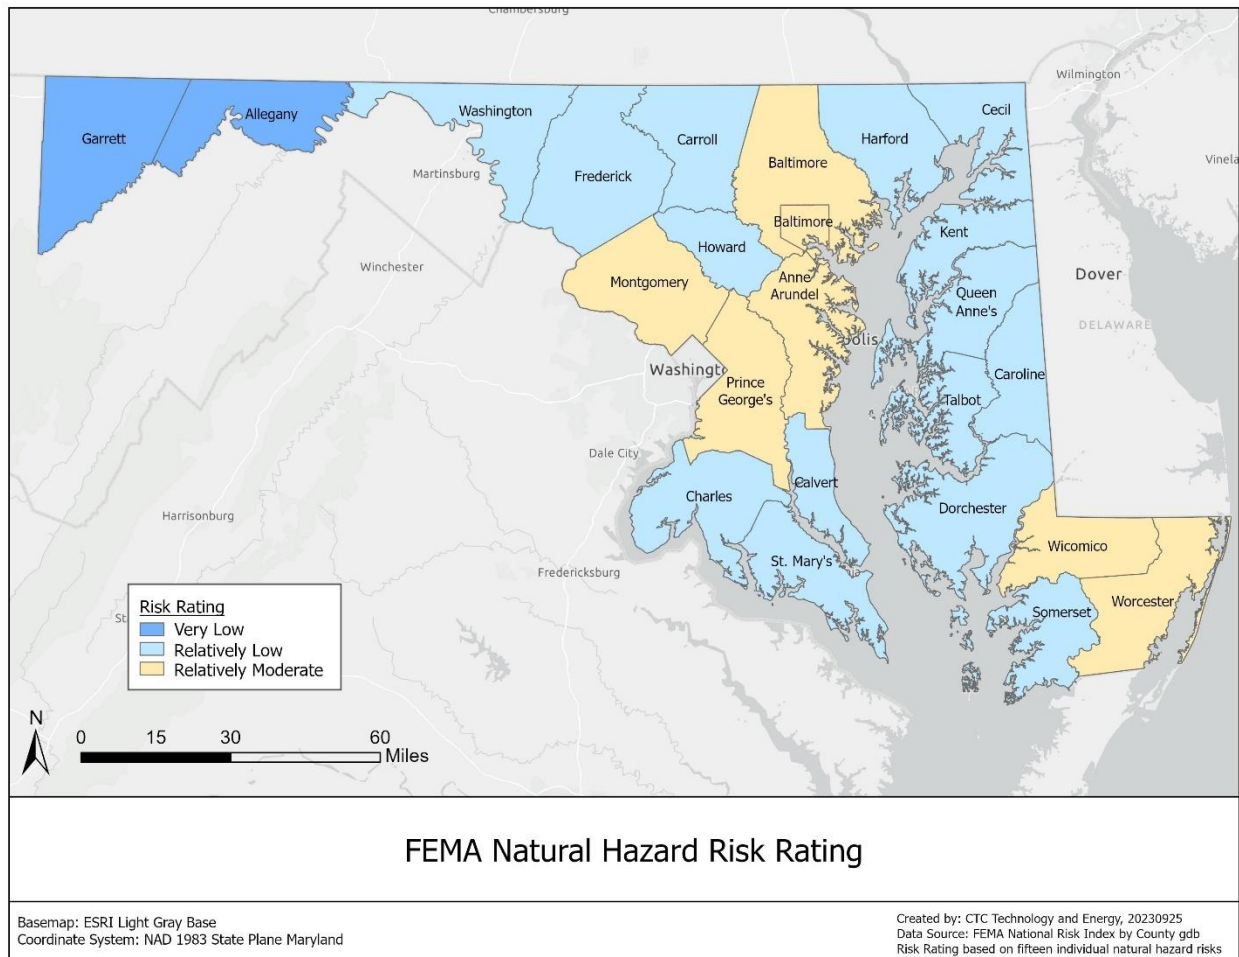 Chambersburg
Wilmington
Vinela
Garrett
Allegany
Washington
Frederick
Carroll
Baltimore
Harford
Cecil
Martinsburg
Baltimore
Howard
Kent
Winchester
Montgomery
Anne
Arundel
Queen
Anne's
Dover
DELAWARE
polis
Washingto
Prince
George's
Caroline
Talbot
Dale City
Calvert
Charles
Dorchester
Harrisonburg
St. Mary's
Wicomico
Fredericksburg
Somerset
Worcester
St
Risk Rating
Very Low
Relatively Low
Relatively Moderate
N
0 15 30 60
Miles
FEMA Natural Hazard Risk Rating
Basemap: ESRI Light Gray Base
Coordinate System: NAD 1983 State Plane Maryland
Created by: CTC Technology and Energy, 20230925
Data Source: FEMA National Risk Index by County gdb
Risk Rating based on fifteen individual natural hazard risks